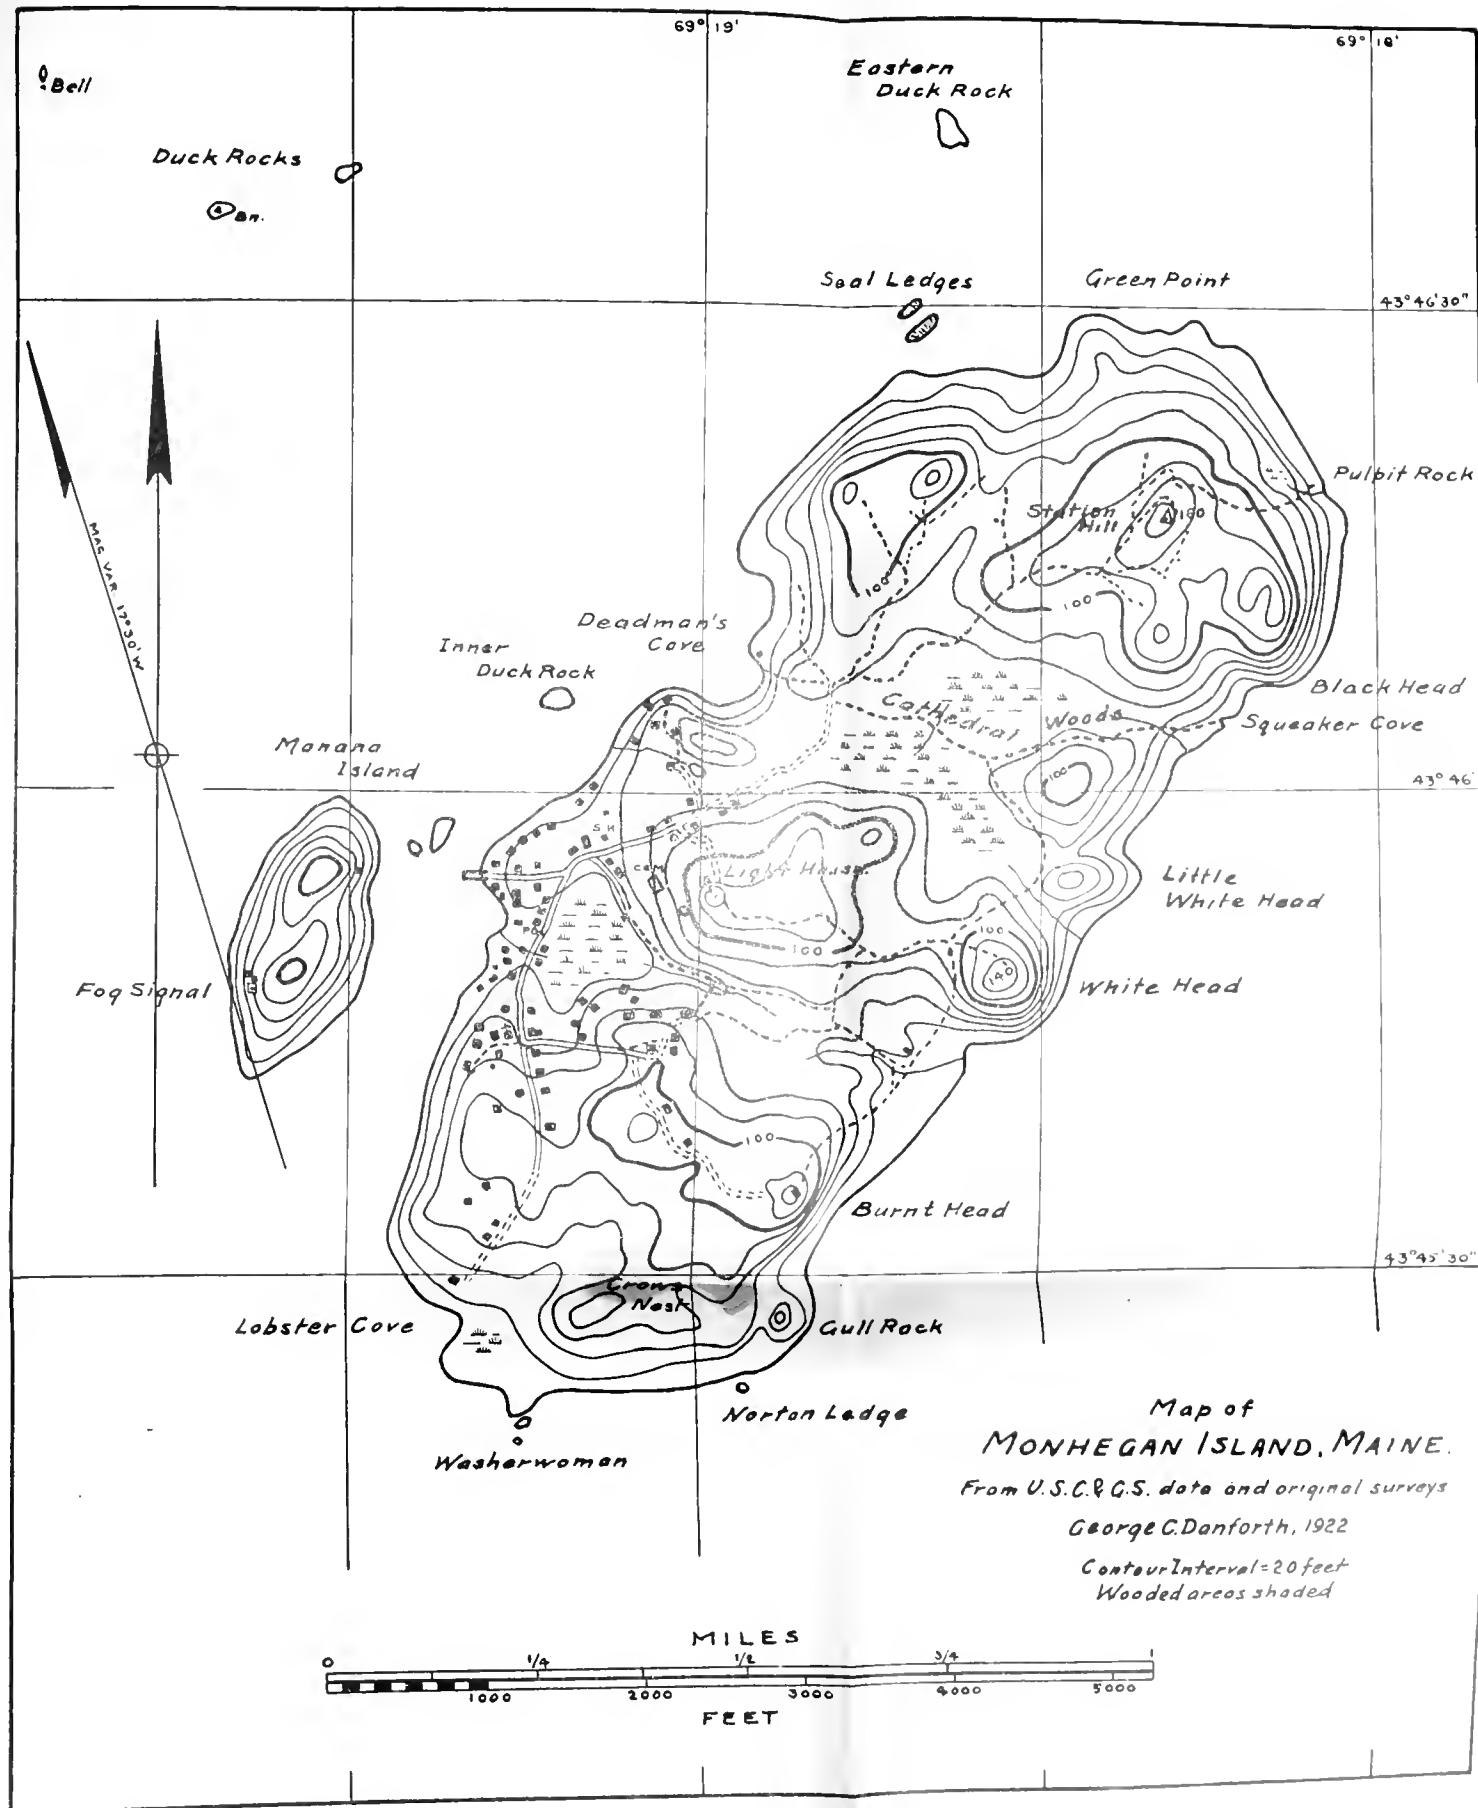 69° 19'
69° 18'
Bell
Eastern
Duck Rock
Duck Rocks
Bn.
Seal Ledges
Green Point
43° 46' 30"
Pulbit Rock
Station
Hill
180
MAG. VAR. 17° 30' W
100
100
Deadman's
Cove
Inner
Duck Rock
Black Head
Cathedral Woods
Squeaker Cove
Manana
Island
43° 46'
100
S.H.
CEM.
Light House
Little
White Head
P.O.
100
100
140
Fog Signal
White Head
100
Burnt Head
43° 45' 30"
Crows
Nest
Lobster Cove
Gull Rock
Norton Ledge
Washerwoman
Map of
MONHEGAN ISLAND, MAINE.
From U.S.C.& G.S. data and original surveys
George C. Danforth, 1922
Contour Interval = 20 feet
Wooded areas shaded
MILES
0 1/4 1/2 3/4 1
1000 2000 3000 4000 5000
FEET